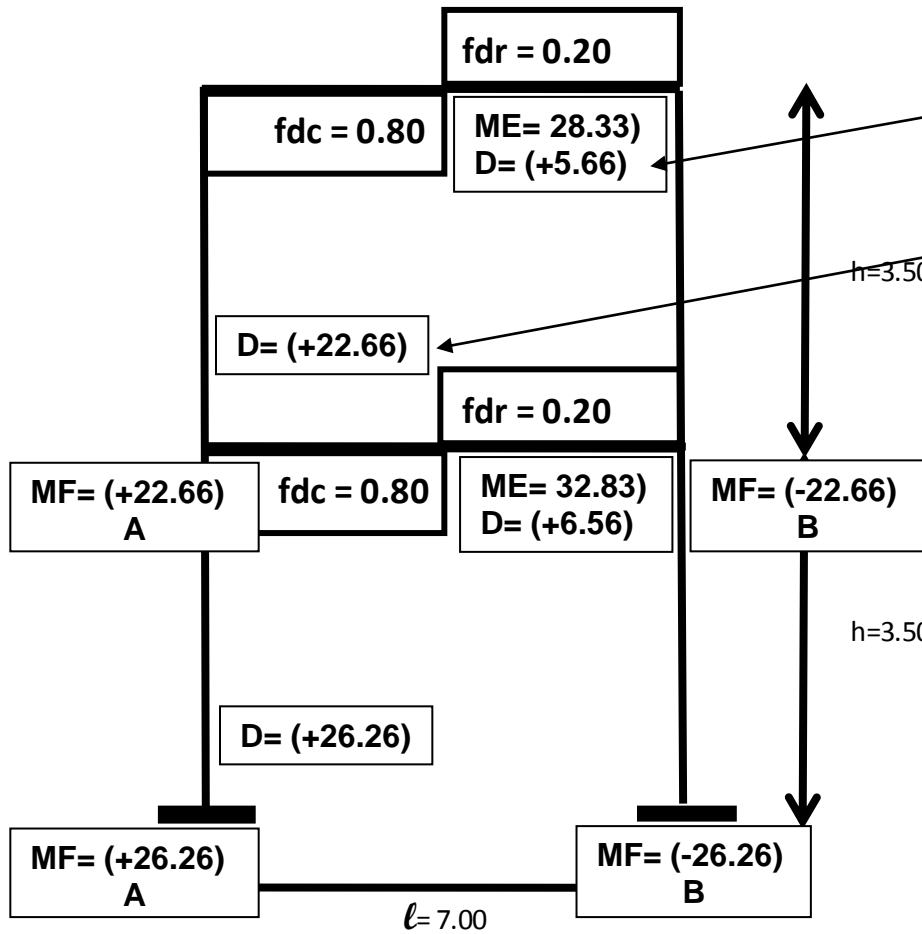 fdr = 0.20
fdc = 0.80
ME= 28.33)
D= (+5.66)
h=3.50
D= (+22.66)
fdr = 0.20
MF= (+22.66)
A
fdc = 0.80
ME= 32.83)
D= (+6.56)
MF= (-22.66)
B
h=3.50
D= (+26.26)
MF= (+26.26)
A
MF= (-26.26)
B
ℓ= 7.00